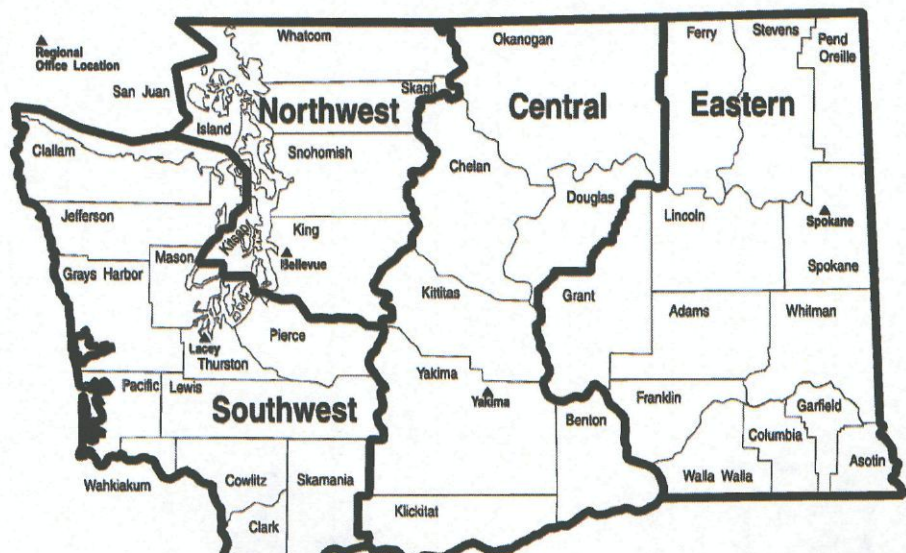 Whatcom
Okanogan
Ferry
Stevens
Pend
Oreille
Regional
Office Location
San Juan
Skagit
Northwest
Central
Eastern
Island
Clallam
Snohomish
Chelan
Douglas
Jefferson
Lincoln
Spokane
King
Kitsap
Mason
Bellevue
Grays Harbor
Spokane
Kittitas
Grant
Adams
Whitman
Pierce
Lacey
Thurston
Yakima
Pacific
Lewis
Yakima
Franklin
Garfield
Southwest
Benton
Columbia
Asotin
Wahkiakum
Cowlitz
Skamania
Walla Walla
Klickitat
Clark